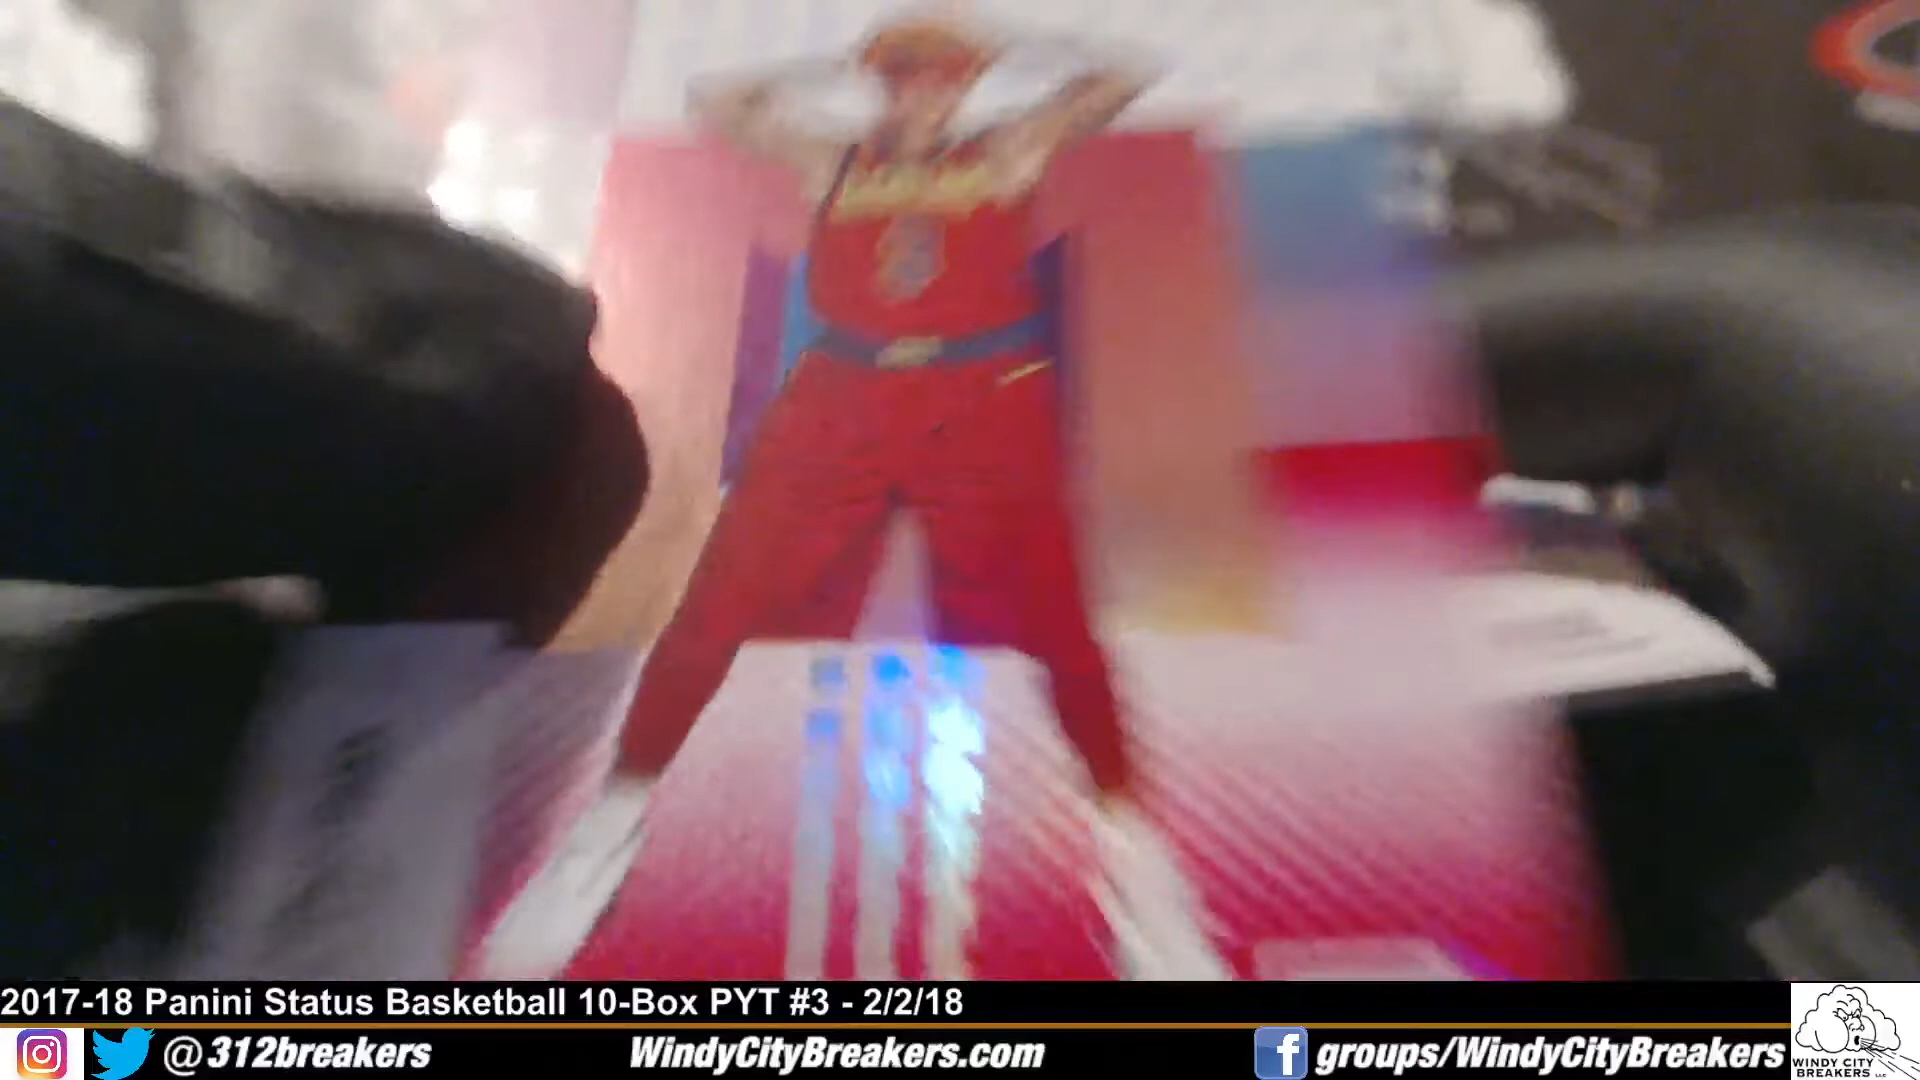 2017-18 Panini Status Basketball 10-Box PYT #3 - 2/2/18
@312breakers
WindyCityBreakers.com
f groups/WindyCityBreakers
WINDY CITY
BREAKERS LLC